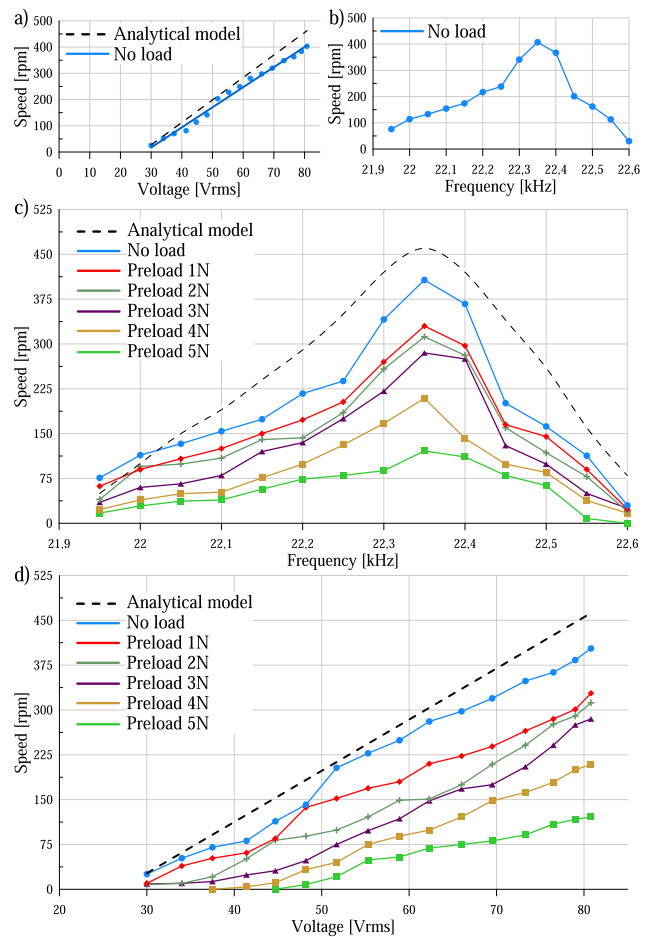 a)
500
400
300
200
100
0
Speed [rpm]
Analytical model
No load
0 10 20 30 40 50 60 70 80
Voltage [Vrms]
b)
500
400
300
200
100
0
Speed [rpm]
No load
21,9 22 22,1 22,2 22,3 22,4 22,5 22,6
Frequency [kHz]
c)
525
450
375
300
225
150
75
0
Speed [rpm]
Analytical model
No load
Preload 1N
Preload 2N
Preload 3N
Preload 4N
Preload 5N
21,9 22 22,1 22,2 22,3 22,4 22,5 22,6
Frequency [kHz]
d)
525
450
375
300
225
150
75
0
Speed [rpm]
Analytical model
No load
Preload 1N
Preload 2N
Preload 3N
Preload 4N
Preload 5N
20 30 40 50 60 70 80
Voltage [Vrms]